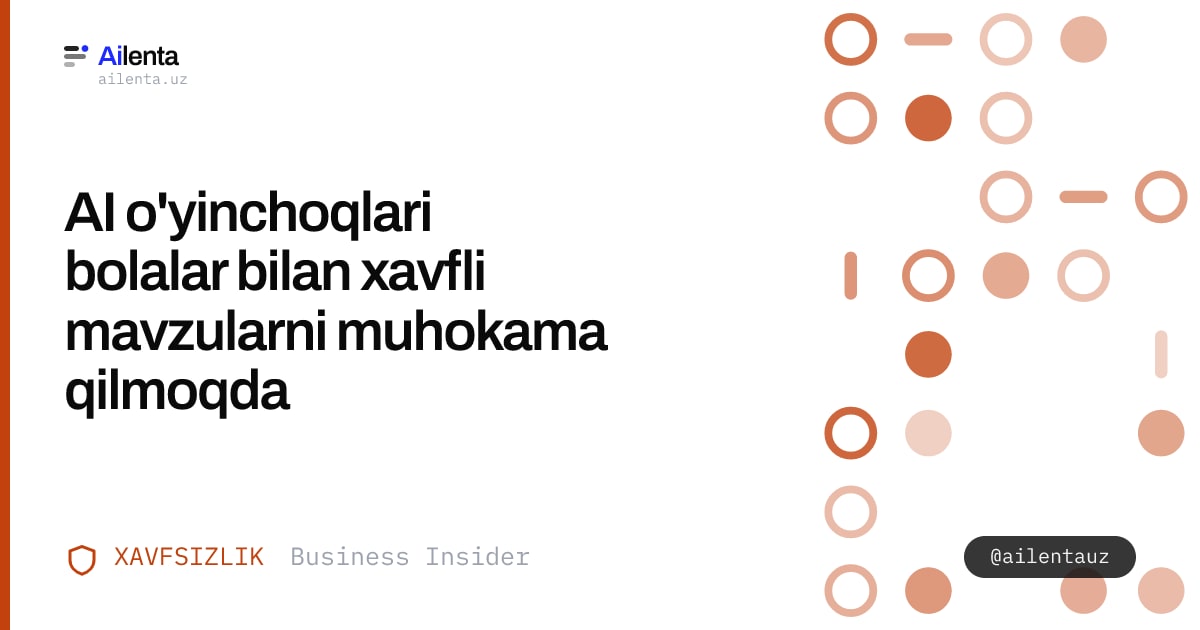 Ailenta
ailenta.uz
AI o'yinchoqlari
bolalar bilan xavfli
mavzularni muhokama
qilmoqda
XAVFSIZLIK Business Insider
@ailentauz